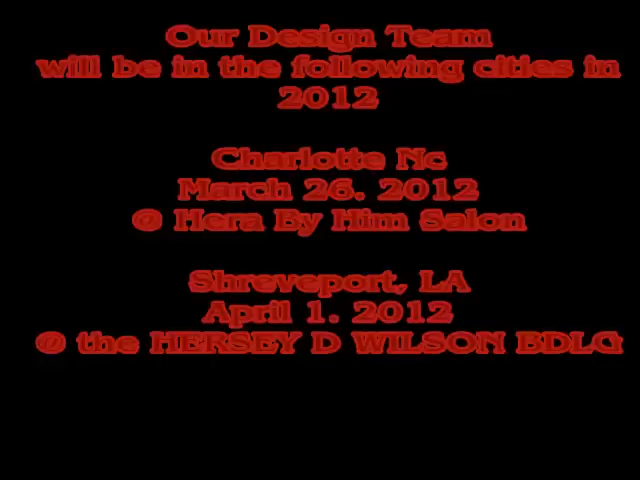 Our Design Team
will be in the following cities in
2012
Charlotte Nc
March 26. 2012
@ Hera By Him Salon
Shreveport, LA
April 1. 2012
@ the HERSEY D WILSON BDLG